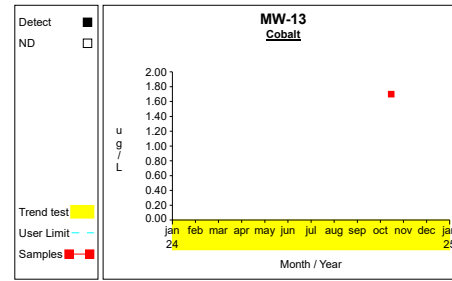 Detect
ND
Trend test
User Limit
Samples
MW-13
Cobalt
ug/L
2.00
1.80
1.60
1.40
1.20
1.00
0.80
0.60
0.40
0.20
0.00
jan feb mar apr may jun jul aug sep oct nov dec jan
24 25
Month / Year